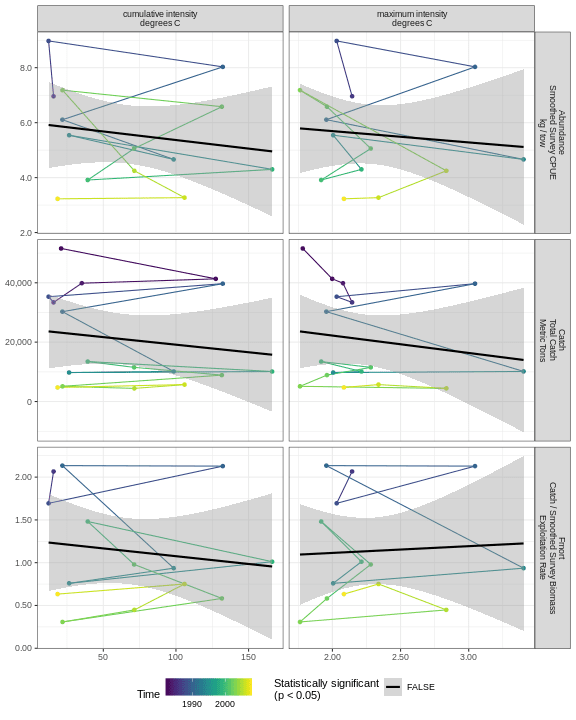 cumulative intensity
degrees C
maximum intensity
degrees C
8.0
6.0
4.0
2.0
Abundance
Smoothed Survey CPUE
kg / tow
40,000
20,000
0
Catch
Total Catch
Metric Tons
2.00
1.50
1.00
0.50
0.00
Fmort
Catch / Smoothed Survey Biomass
Exploitation Rate
50
100
150
2.00
2.50
3.00
Time
1990
2000
Statistically significant
(p < 0.05)
FALSE